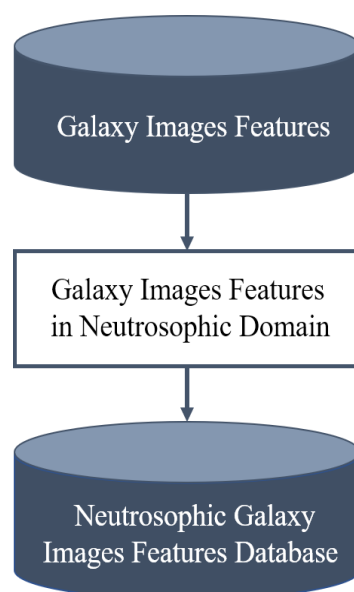 Galaxy Images Features
Galaxy Images Features
in Neutrosophic Domain
Neutrosophic Galaxy
Images Features Database